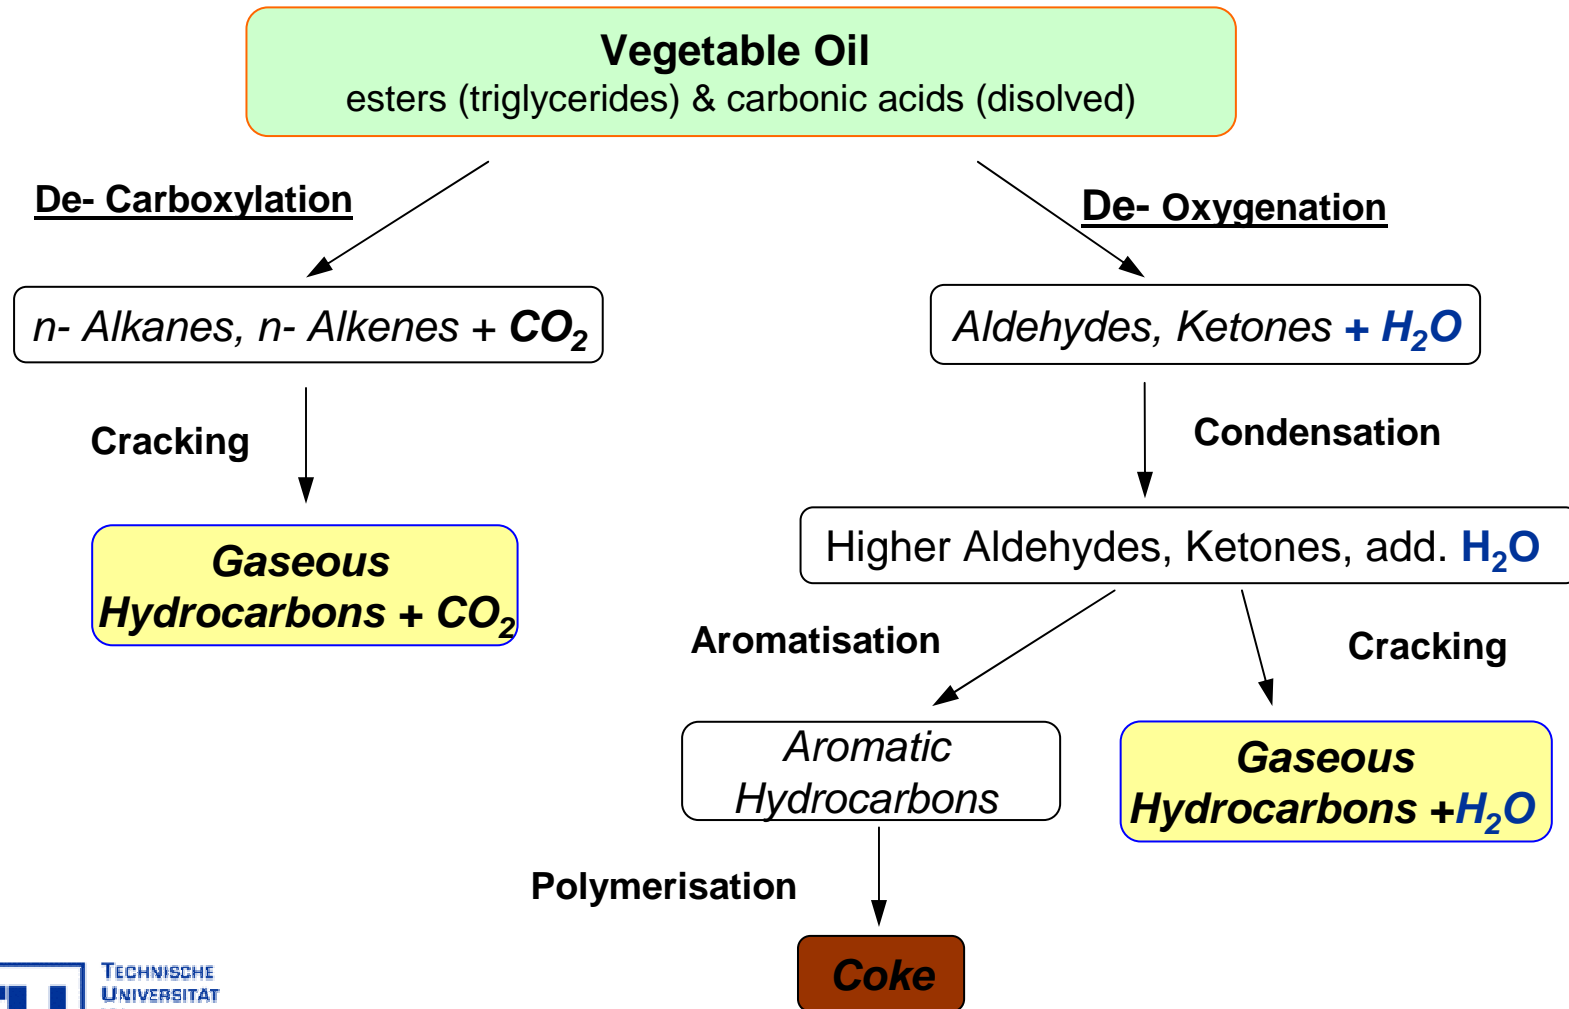 Vegetable Oil
esters (triglycerides) & carbonic acids (disolved)
De- Carboxylation
De- Oxygenation
n- Alkanes, n- Alkenes + CO₂
Aldehydes, Ketones + H₂O
Cracking
Condensation
Gaseous
Hydrocarbons + CO₂
Higher Aldehydes, Ketones, add. H₂O
Aromatisation
Cracking
Aromatic
Hydrocarbons
Gaseous
Hydrocarbons +H₂O
Polymerisation
Coke
TECHNISCHE
UNIVERSITÄT